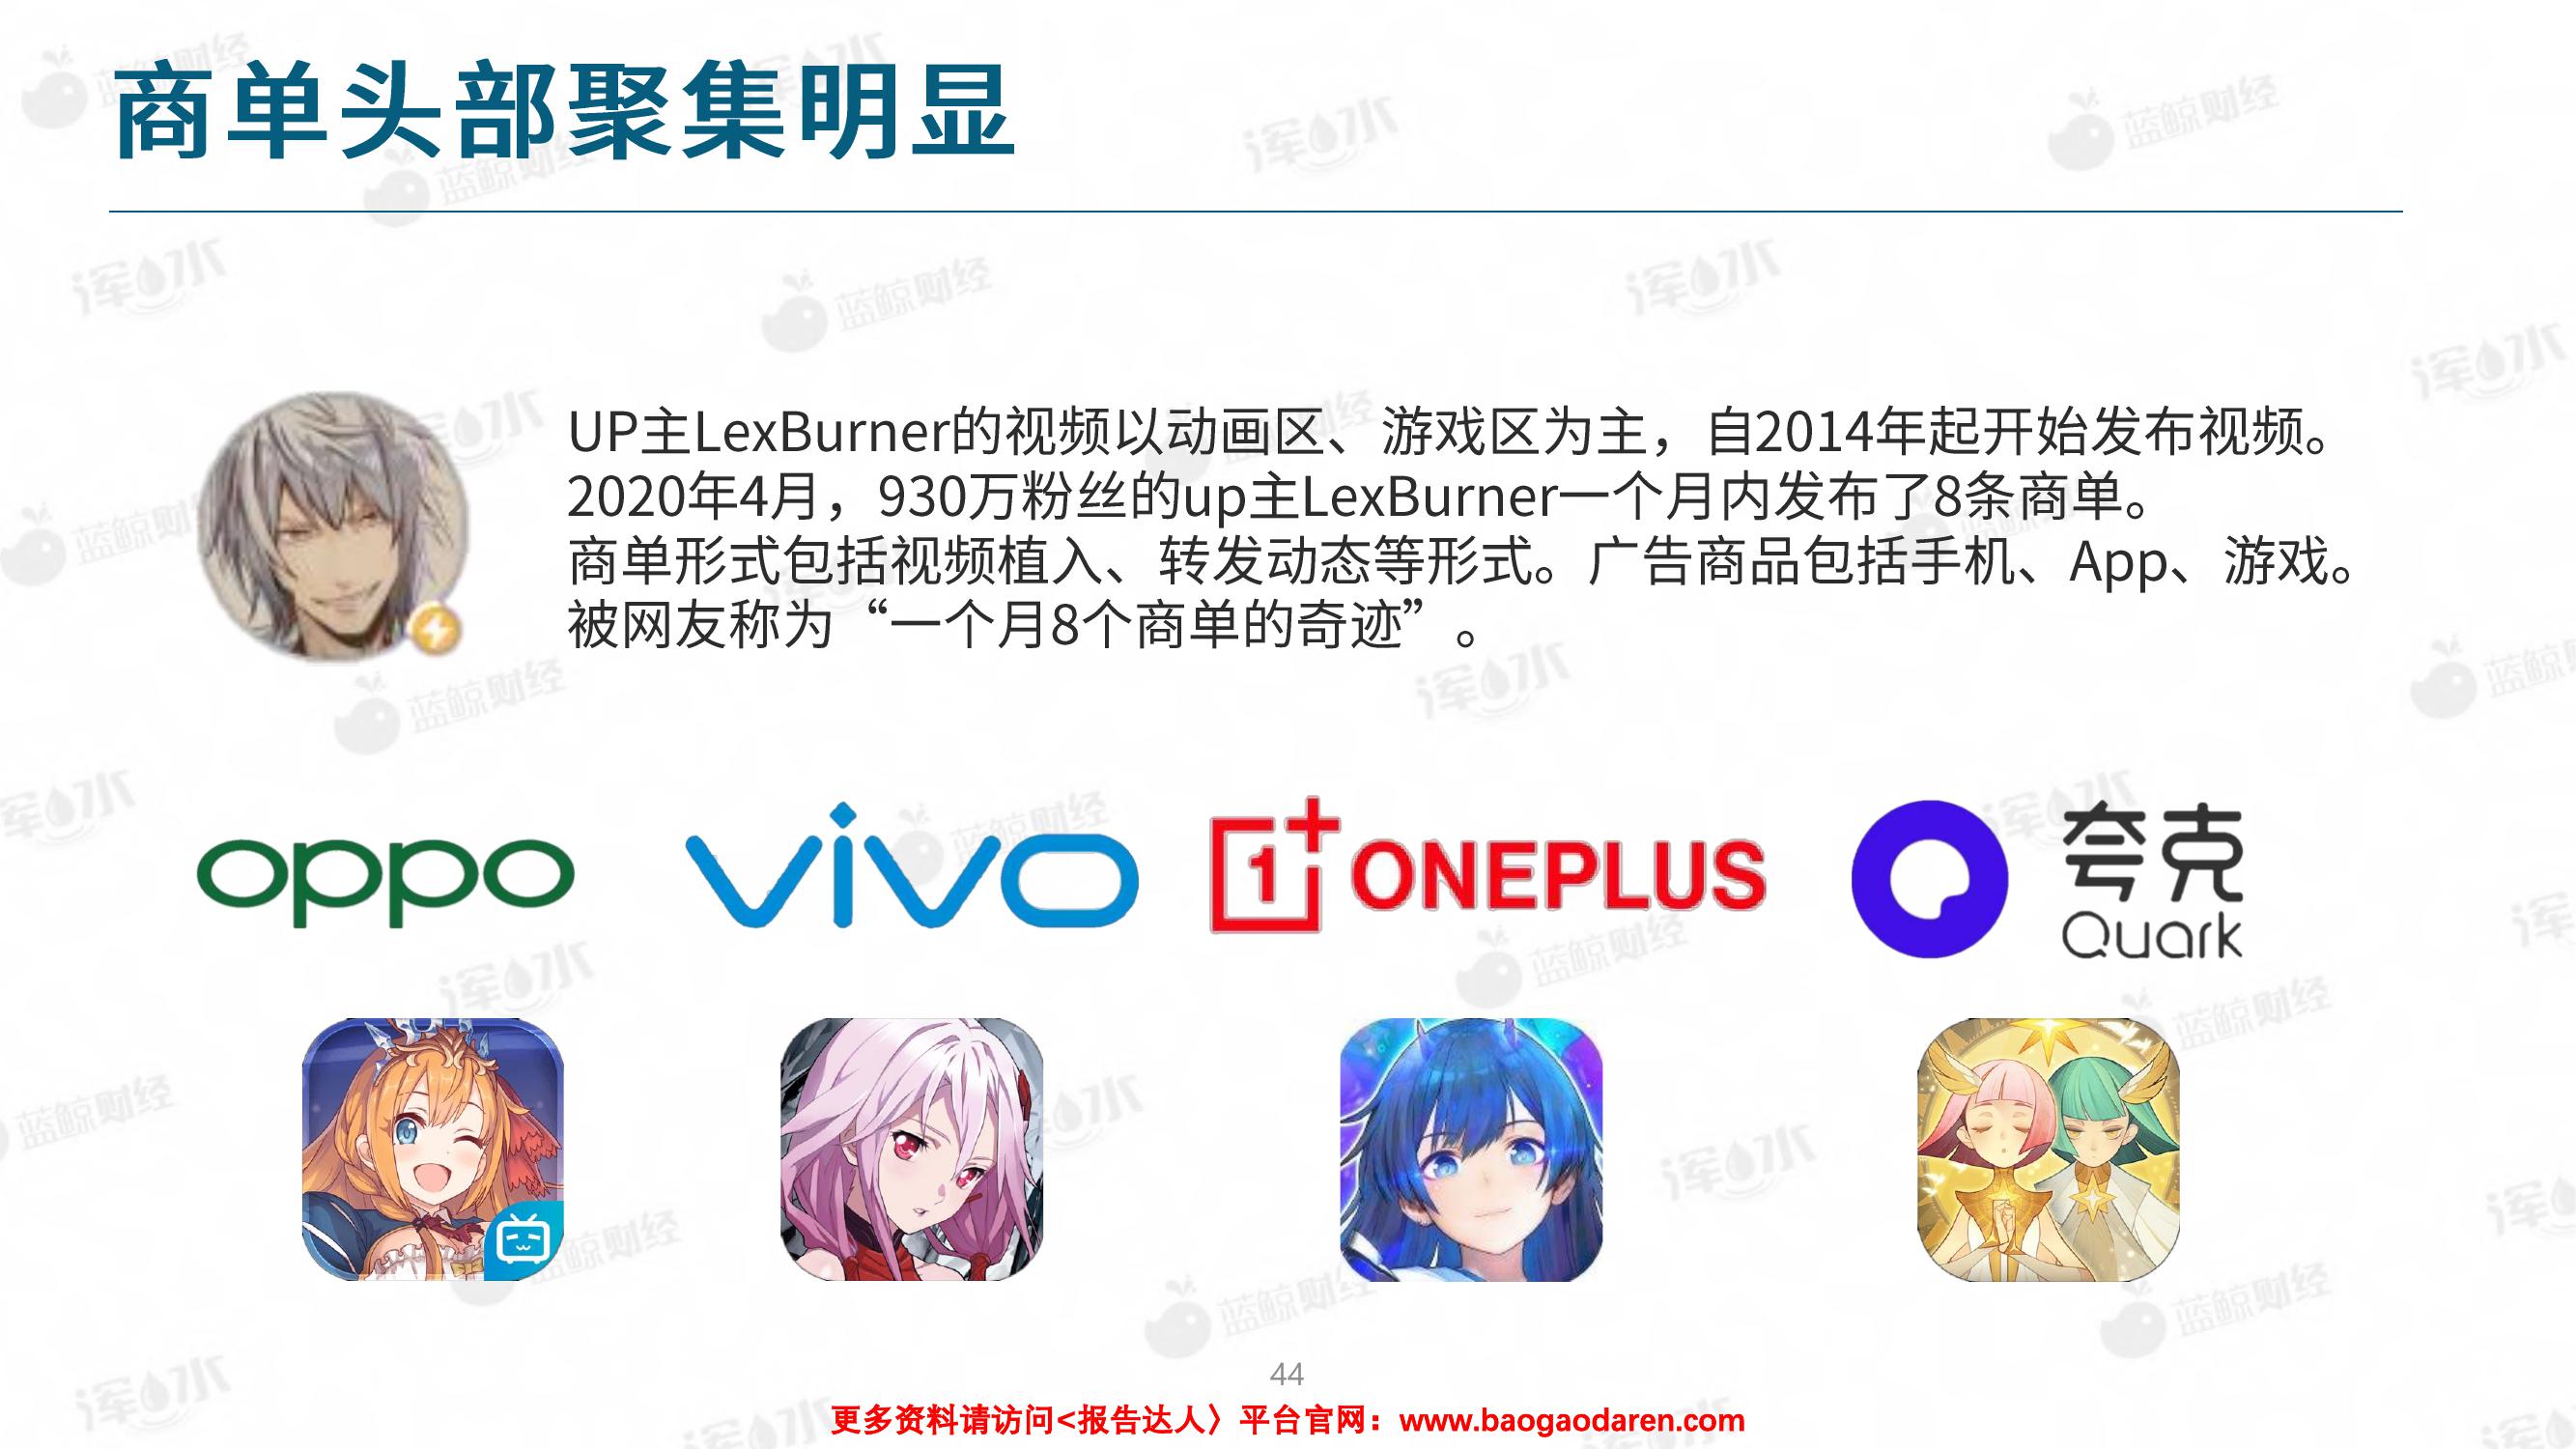 商单头部聚集明显
UP主LexBurner的视频以动画区、游戏区为主，自2014年起开始发布视频。
2020年4月，930万粉丝的up主LexBurner一个月内发布了8条商单。
商单形式包括视频植入、转发动态等形式。广告商品包括手机、App、游戏。
被网友称为“一个月8个商单的奇迹”。
oppo
vivo
1+ ONEPLUS
夸克
Quark
44
更多资料请访问<报告达人〉平台官网：www.baogaodaren.com
蓝鲸财经
浑水